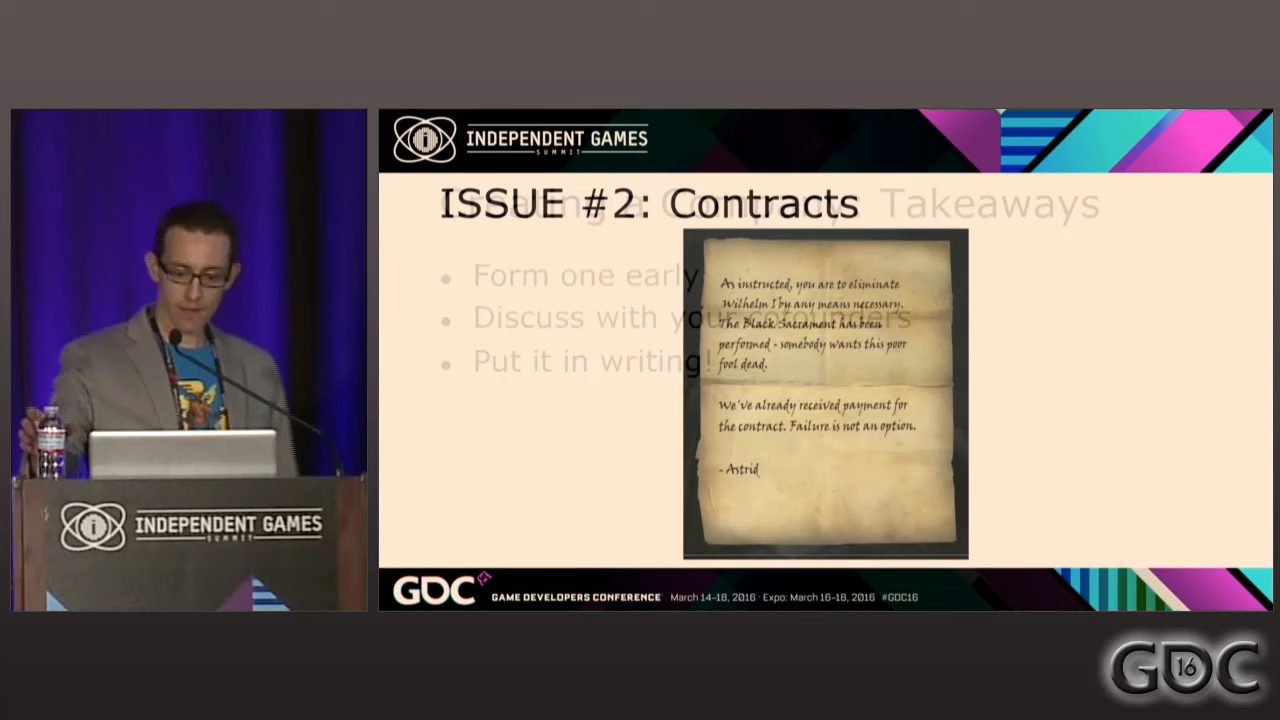 INDEPENDENT GAMES
SUMMIT
ISSUE #2: Contracts
Creating a Company: Takeaways
• Form one early
• Discuss with your cofounders
• Put it in writing!
As instructed, you are to eliminate
Wilhelm I by any means necessary.
The Black Sacrament has been
performed - somebody wants this poor
fool dead.
We've already received payment for
the contract. Failure is not an option.
- Astrid
INDEPENDENT GAMES
SUMMIT
GDC
GAME DEVELOPERS CONFERENCE March 14-18, 2016 · Expo: March 16-18, 2016 #GDC16
GDC
16